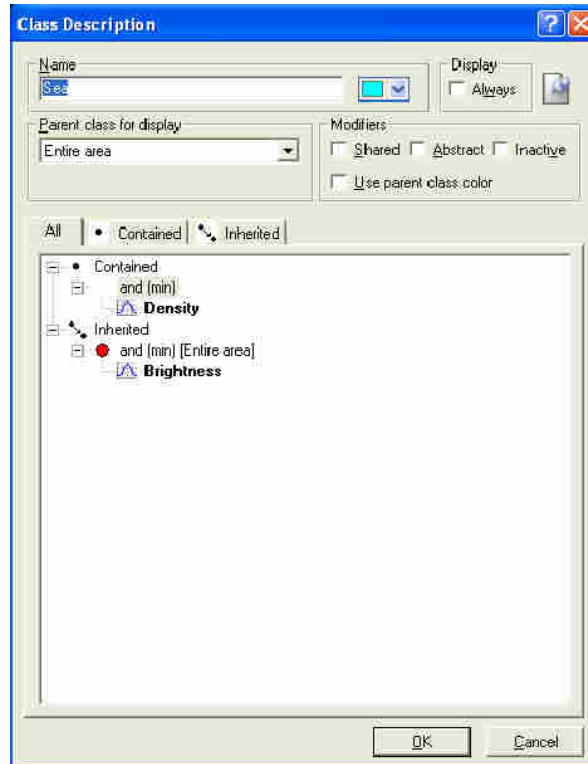 Class Description
Name
Sea
Display
Always
Parent class for display
Entire area
Modifiers
Shared Abstract Inactive
Use parent class color
All Contained Inherited
Contained
and (min)
Density
Inherited
and (min) [Entire area]
Brightness
OK Cancel